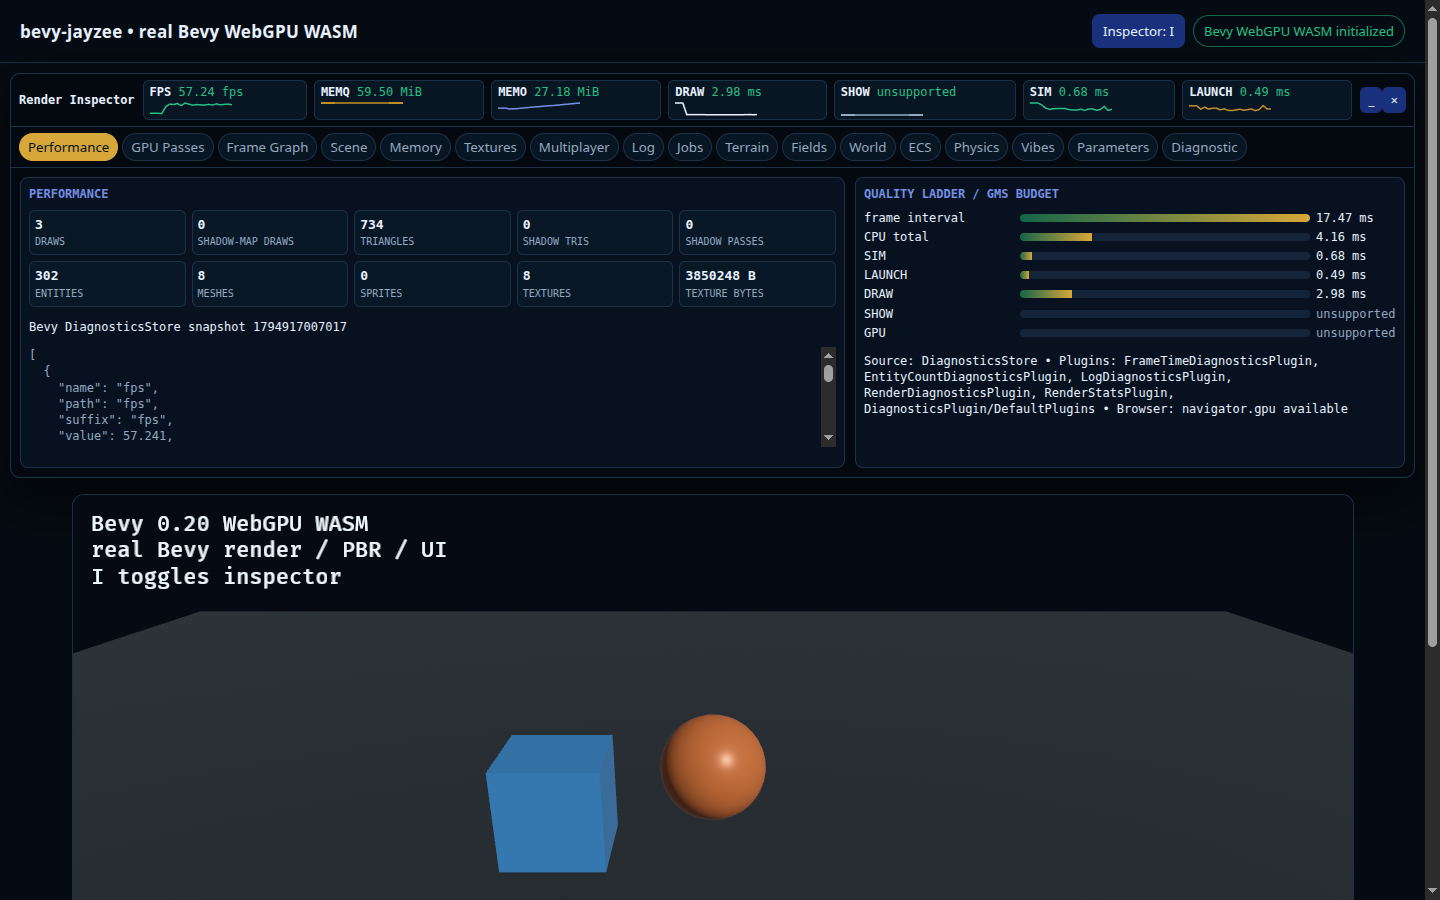 bevy-jayzee • real Bevy WebGPU WASM
Inspector: I
Bevy WebGPU WASM initialized
Render Inspector
FPS 57.24 fps
MEMQ 59.50 MiB
MEMO 27.18 MiB
DRAW 2.98 ms
SHOW unsupported
SIM 0.68 ms
LAUNCH 0.49 ms
_
×
Performance
GPU Passes
Frame Graph
Scene
Memory
Textures
Multiplayer
Log
Jobs
Terrain
Fields
World
ECS
Physics
Vibes
Parameters
Diagnostic
PERFORMANCE
3
DRAWS
0
SHADOW-MAP DRAWS
734
TRIANGLES
0
SHADOW TRIS
0
SHADOW PASSES
302
ENTITIES
8
MESHES
0
SPRITES
8
TEXTURES
3850248 B
TEXTURE BYTES
Bevy DiagnosticsStore snapshot 1794917007017
[
{
"name": "fps",
"path": "fps",
"suffix": "fps",
"value": 57.241,
QUALITY LADDER / GMS BUDGET
frame interval 17.47 ms
CPU total 4.16 ms
SIM 0.68 ms
LAUNCH 0.49 ms
DRAW 2.98 ms
SHOW unsupported
GPU unsupported
Source: DiagnosticsStore • Plugins: FrameTimeDiagnosticsPlugin,
EntityCountDiagnosticsPlugin, LogDiagnosticsPlugin,
RenderDiagnosticsPlugin, RenderStatsPlugin,
DiagnosticsPlugin/DefaultPlugins • Browser: navigator.gpu available
Bevy 0.20 WebGPU WASM
real Bevy render / PBR / UI
I toggles inspector